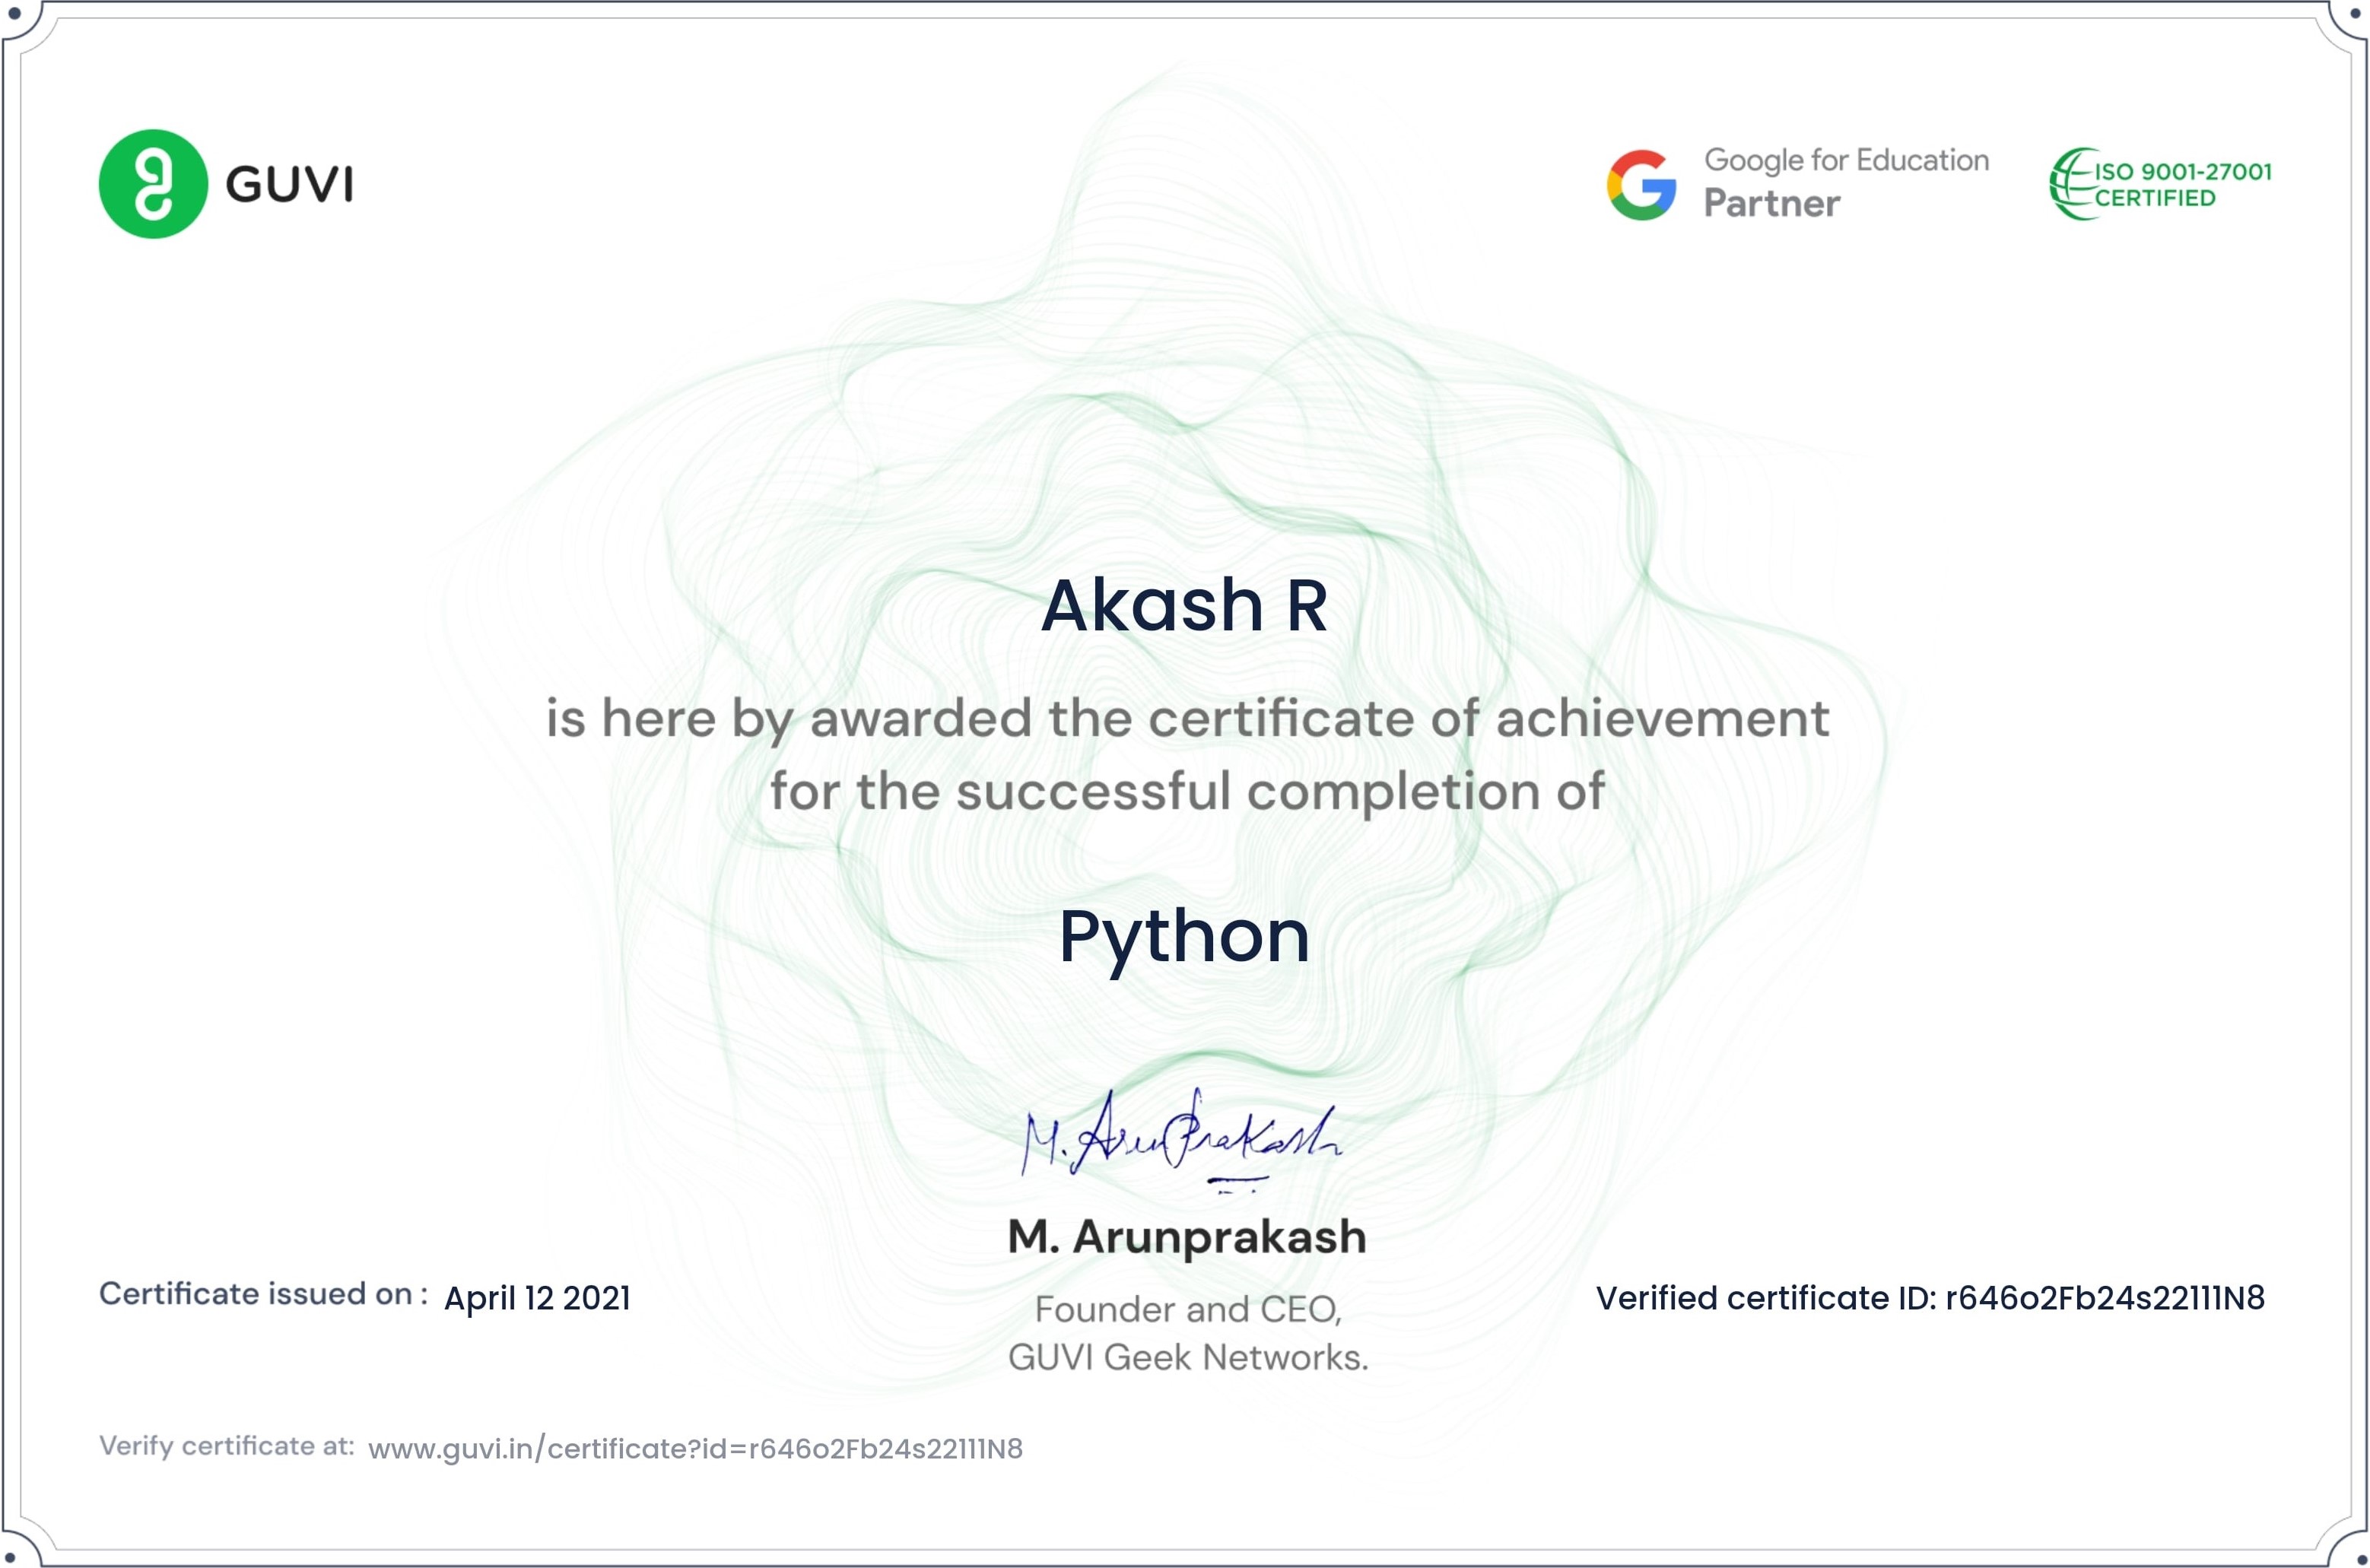 GUVI
Google for Education
Partner
ISO 9001-27001
CERTIFIED
Akash R
is here by awarded the certificate of achievement
for the successful completion of
Python
M. ArunPrakash
M. Arunprakash
Founder and CEO,
GUVI Geek Networks.
Certificate issued on : April 12 2021
Verified certificate ID: r646o2Fb24s22111N8
Verify certificate at: www.guvi.in/certificate?id=r646o2Fb24s22111N8